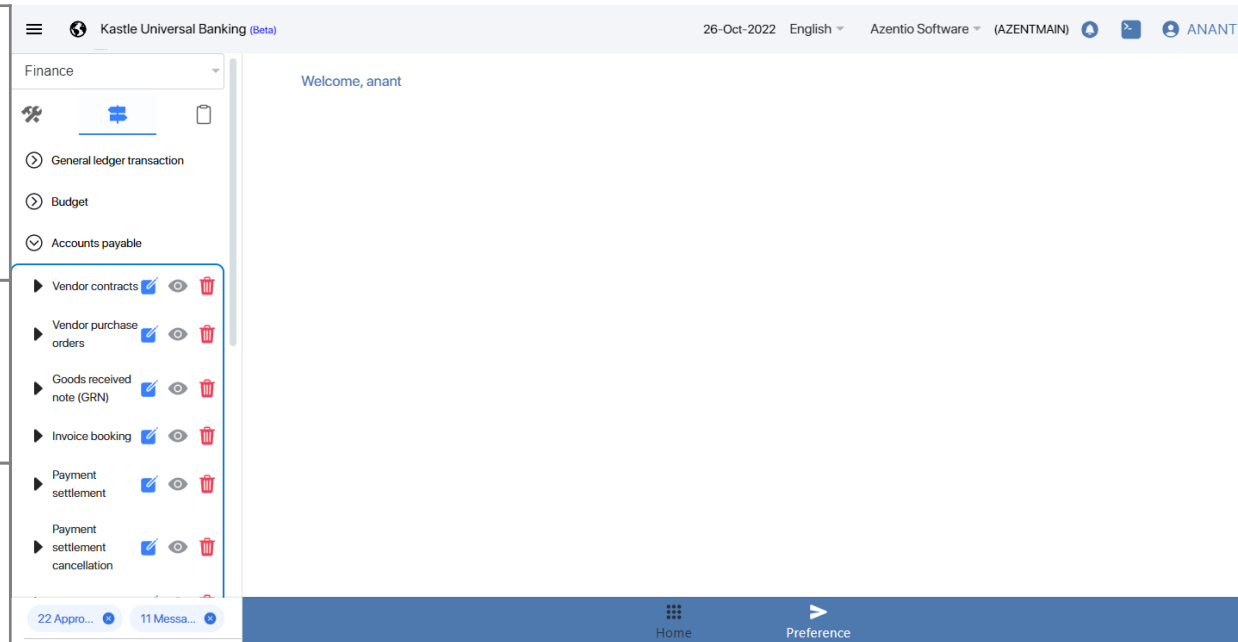 Kastle Universal Banking (Beta)
26-Oct-2022 English Azentio Software (AZENTMAIN) ANANT
Finance
Welcome, anant
General ledger transaction
Budget
Accounts payable
Vendor contracts
Vendor purchase
orders
Goods received
note (GRN)
Invoice booking
Payment
settlement
Payment
settlement
cancellation
22 Appro...
11 Messa...
Home
Preference